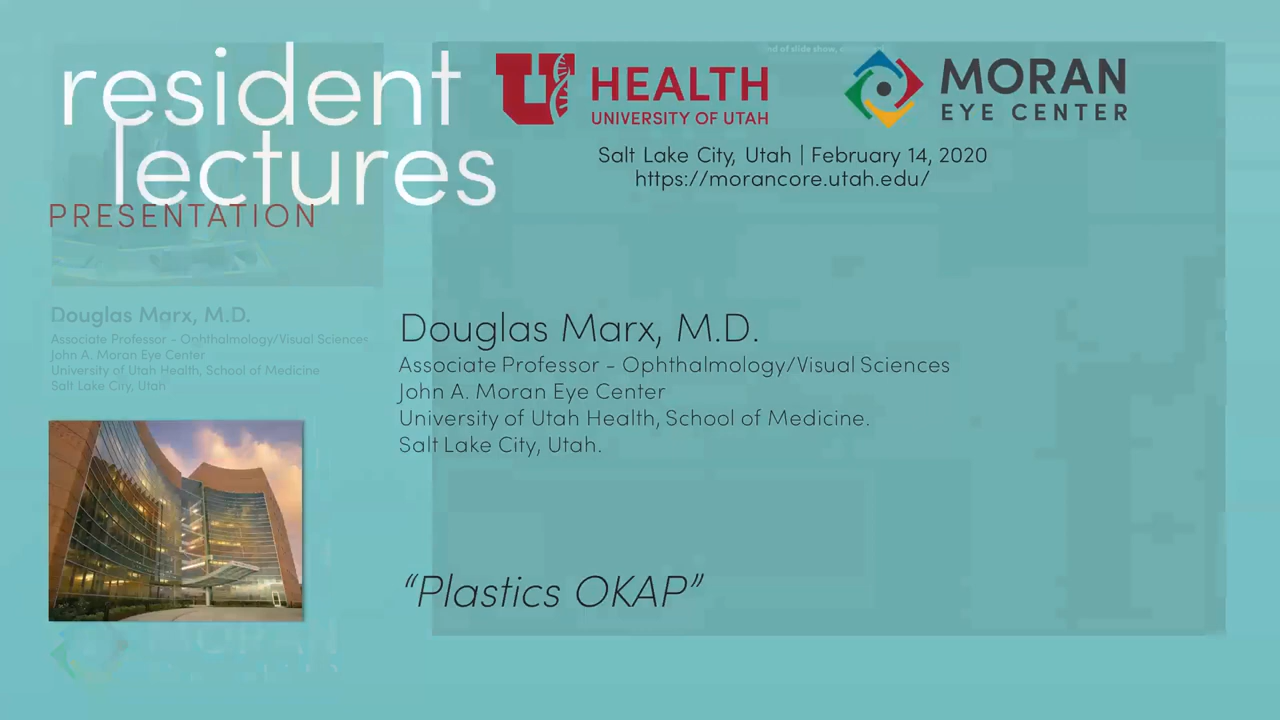 resident
lectures
PRESENTATION
U HEALTH
UNIVERSITY OF UTAH
MORAN
EYE CENTER
Salt Lake City, Utah | February 14, 2020
https://morancore.utah.edu/
Douglas Marx, M.D.
Associate Professor - Ophthalmology/Visual Sciences
John A. Moran Eye Center
University of Utah Health, School of Medicine
Salt Lake City, Utah
Douglas Marx, M.D.
Associate Professor - Ophthalmology/Visual Sciences
John A. Moran Eye Center
University of Utah Health, School of Medicine.
Salt Lake City, Utah.
“Plastics OKAP”
MORAN